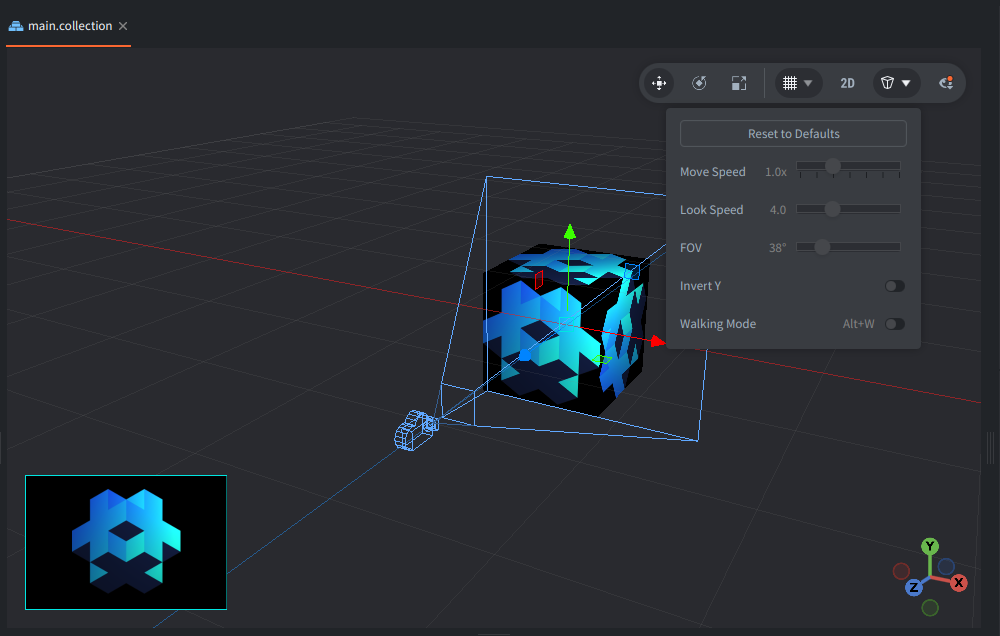 main.collection
2D
Reset to Defaults
Move Speed 1.0x
Look Speed 4.0
FOV 38°
Invert Y
Walking Mode Alt+W
Y
Z X